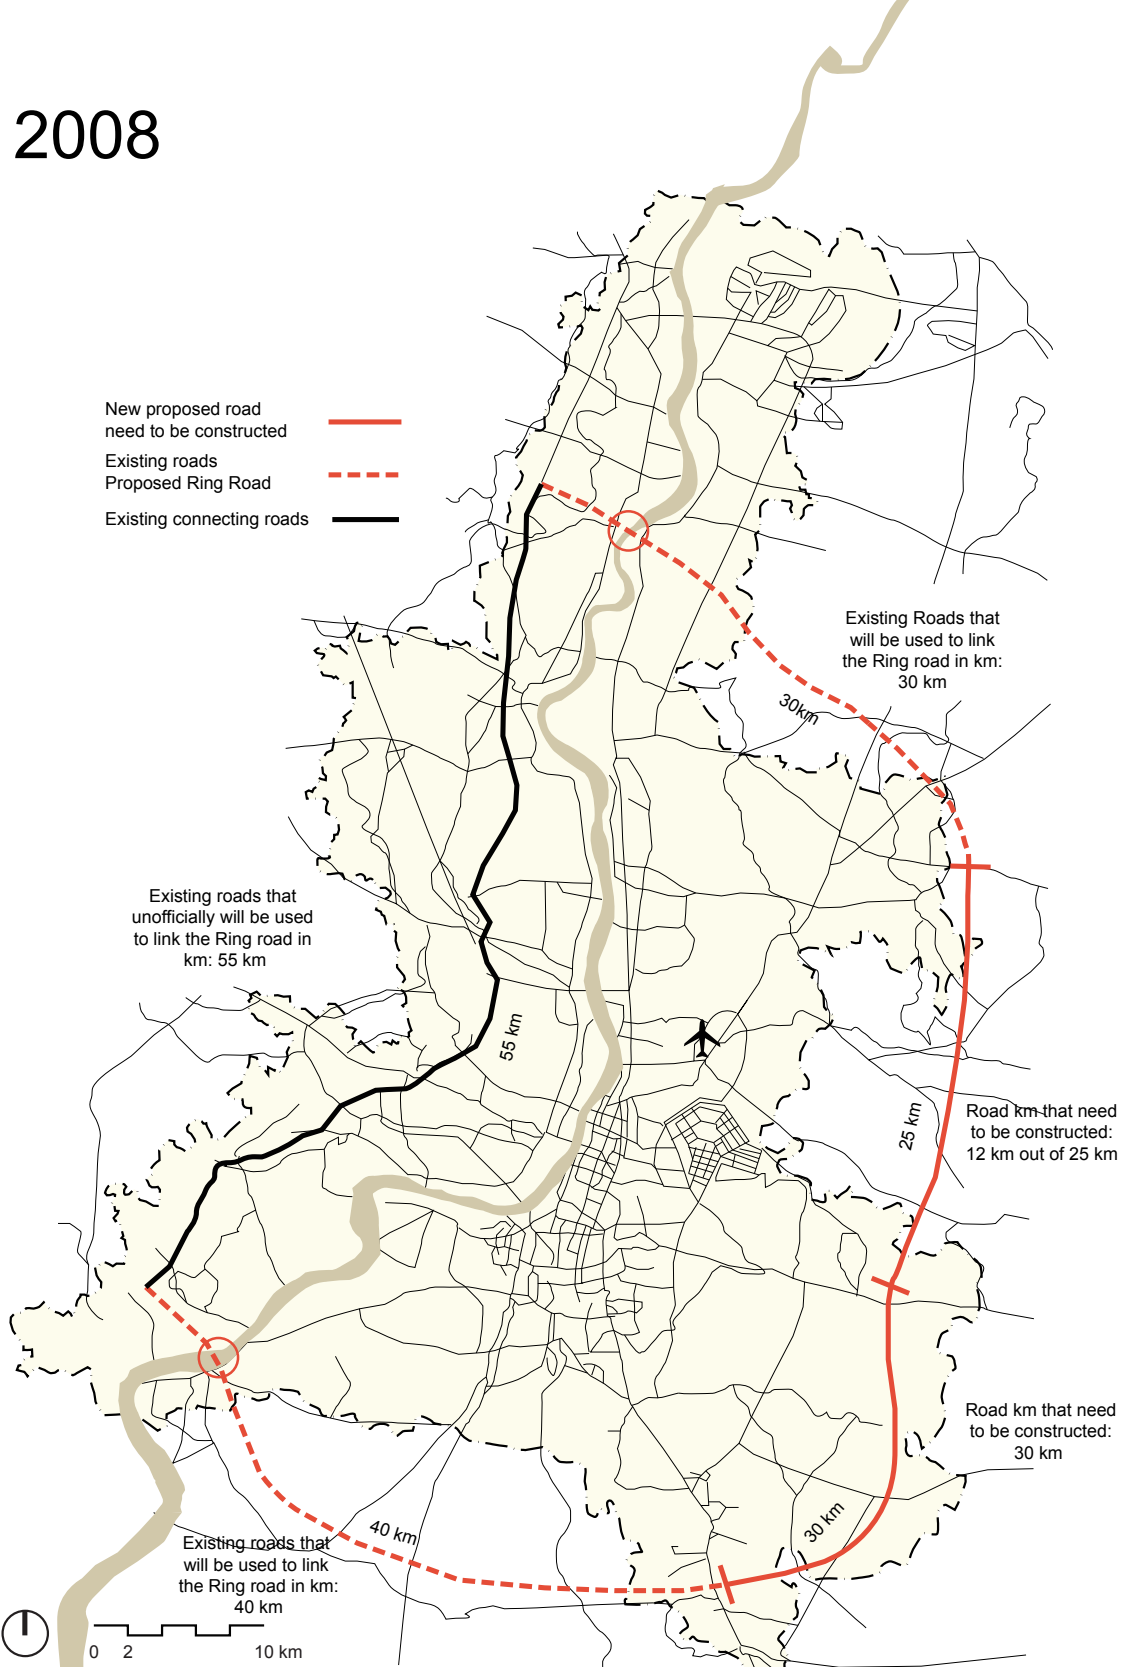 2008
New proposed road
need to be constructed
Existing roads
Proposed Ring Road
Existing connecting roads
Existing Roads that
will be used to link
the Ring road in km:
30 km
30km
Existing roads that
unofficially will be used
to link the Ring road in
km: 55 km
55 km
25 km
Road km that need
to be constructed:
12 km out of 25 km
Road km that need
to be constructed:
30 km
30 km
40 km
Existing roads that
will be used to link
the Ring road in km:
40 km
0 2 10 km